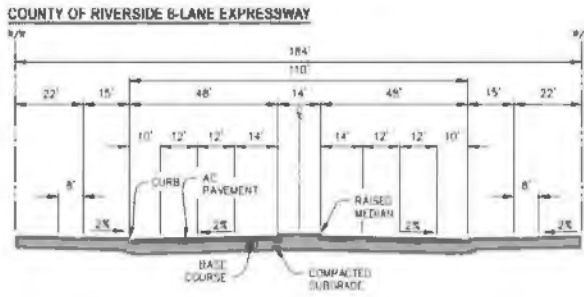 COUNTY OF RIVERSIDE 6-LANE EXPRESSWAY
R/W R/W
184'
110'
22' 15' 48' 14' 48' 15' 22'
10' 12' 12' 14' 14' 12' 12' 10'
8' CURB AC PAVEMENT RAISED MEDIAN 8'
2% 2% 2% 2%
BASE COURSE COMPACTED SUBGRADE